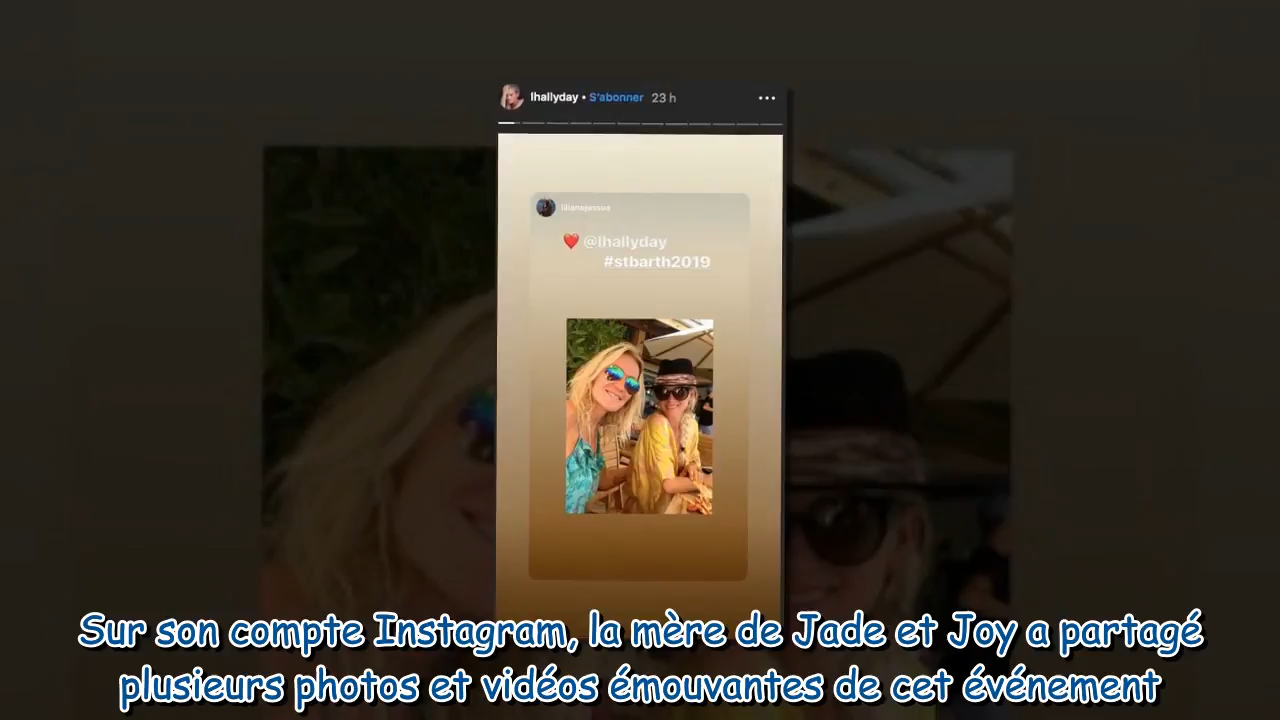 lhallyday • S'abonner 23 h
lilianejessua
❤️ @lhallyday
#stbarth2019
Sur son compte Instagram, la mère de Jade et Joy a partagé
plusieurs photos et vidéos émouvantes de cet événement